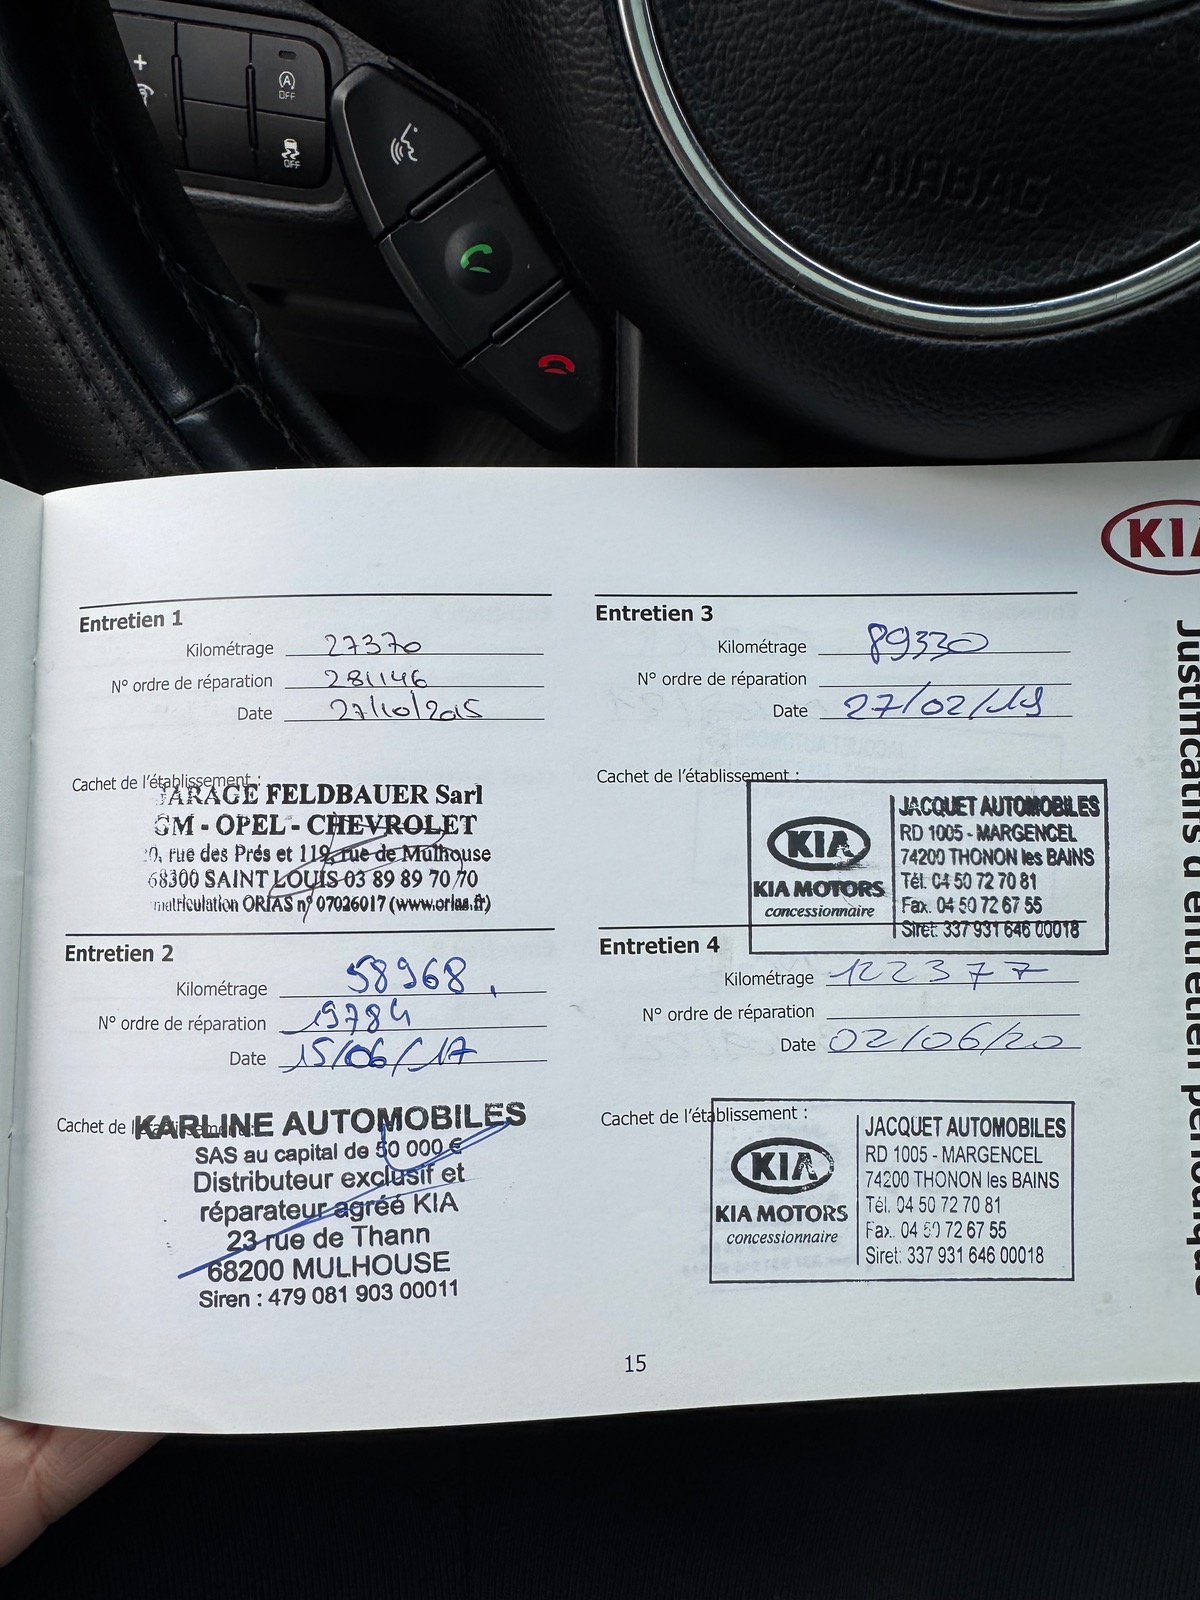 +
A
OFF
OFF
AIRBAG
KIA
Justificatifs d'entretien périodique
Entretien 1
Kilométrage 27370
N° ordre de réparation 281146
Date 27/10/2015
Cachet de l'établissement :
GARAGE FELDBAUER Sarl
GM - OPEL - CHEVROLET
0, rue des Prés et 119, rue de Mulhouse
68300 SAINT LOUIS 03 89 89 70 70
matriculation ORIAS n° 07026017 (www.orias.fr)
Entretien 2
Kilométrage 58968
N° ordre de réparation 19784
Date 15/06/17
Cachet de l'établissement :
KARLINE AUTOMOBILES
SAS au capital de 50 000 €
Distributeur exclusif et
réparateur agréé KIA
23 rue de Thann
68200 MULHOUSE
Siren : 479 081 903 00011
Entretien 3
Kilométrage 89330
N° ordre de réparation
Date 27/02/19
Cachet de l'établissement :
KIA
KIA MOTORS
concessionnaire
JACQUET AUTOMOBILES
RD 1005 - MARGENCEL
74200 THONON les BAINS
Tél. 04 50 72 70 81
Fax. 04 50 72 67 55
Siret: 337 931 646 00018
Entretien 4
Kilométrage 122377
N° ordre de réparation
Date 02/06/20
Cachet de l'établissement :
KIA
KIA MOTORS
concessionnaire
JACQUET AUTOMOBILES
RD 1005 - MARGENCEL
74200 THONON les BAINS
Tél. 04 50 72 70 81
Fax. 04 50 72 67 55
Siret: 337 931 646 00018
15